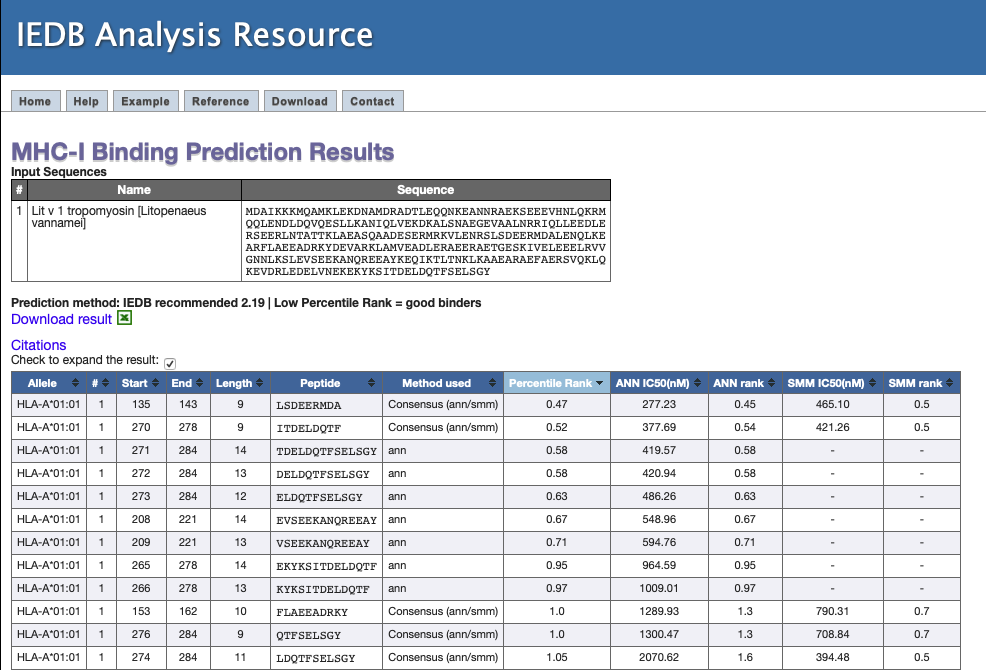 IEDB Analysis Resource
Home Help Example Reference Download Contact
MHC-I Binding Prediction Results
Input Sequences
# Name Sequence
1 Lit v 1 tropomyosin [Litopenaeus vannamei]
MDAIKKKMQAMKLEKDNAMDRADTLEQQNKEANNRAEKSEEEVHNLQKRM
QQLENDLDQVQESLLKANIQLVEKDKALSNAEGEVAALNRRIQLLEEDLE
RSEERLNTATTKLAEASQAADESERMRKVLENRSLSDEERMDALENQLKE
ARFLAEEADRKYDEVARKLAMVEADLERAEERAETGESKIVELEEELRVV
GNNLKSLEVSEEKANQREEAYKEQIKTLTNKLKAAEARAEFAERSVQKLQ
KEVDRLEDELVNEKEKYKSITDELDQTFSELSGY
Prediction method: IEDB recommended 2.19 | Low Percentile Rank = good binders
Download result
Citations
Check to expand the result:
Allele # Start End Length Peptide Method used Percentile Rank ANN IC50(nM) ANN rank SMM IC50(nM) SMM rank
HLA-A*01:01 1 135 143 9 LSDEERMDA Consensus (ann/smm) 0.47 277.23 0.45 465.10 0.5
HLA-A*01:01 1 270 278 9 ITDELDQTF Consensus (ann/smm) 0.52 377.69 0.54 421.26 0.5
HLA-A*01:01 1 271 284 14 TDELDQTFSELSGY ann 0.58 419.57 0.58 - -
HLA-A*01:01 1 272 284 13 DELDQTFSELSGY ann 0.58 420.94 0.58 - -
HLA-A*01:01 1 273 284 12 ELDQTFSELSGY ann 0.63 486.26 0.63 - -
HLA-A*01:01 1 208 221 14 EVSEEKANQREEAY ann 0.67 548.96 0.67 - -
HLA-A*01:01 1 209 221 13 VSEEKANQREEAY ann 0.71 594.76 0.71 - -
HLA-A*01:01 1 265 278 14 EKYKSITDELDQTF ann 0.95 964.59 0.95 - -
HLA-A*01:01 1 266 278 13 KYKSITDELDQTF ann 0.97 1009.01 0.97 - -
HLA-A*01:01 1 153 162 10 FLAEEADRKY Consensus (ann/smm) 1.0 1289.93 1.3 790.31 0.7
HLA-A*01:01 1 276 284 9 QTFSELSGY Consensus (ann/smm) 1.0 1300.47 1.3 708.84 0.7
HLA-A*01:01 1 274 284 11 LDQTFSELSGY Consensus (ann/smm) 1.05 2070.62 1.6 394.48 0.5